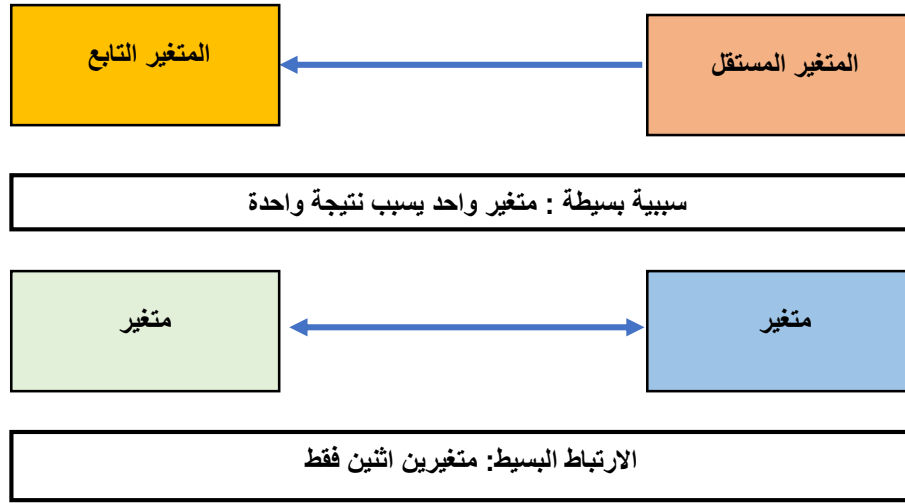 المتغير المستقل
المتغير التابع
سببية بسيطة : متغير واحد يسبب نتيجة واحدة
متغير
متغير
الارتباط البسيط: متغيرين اثنين فقط